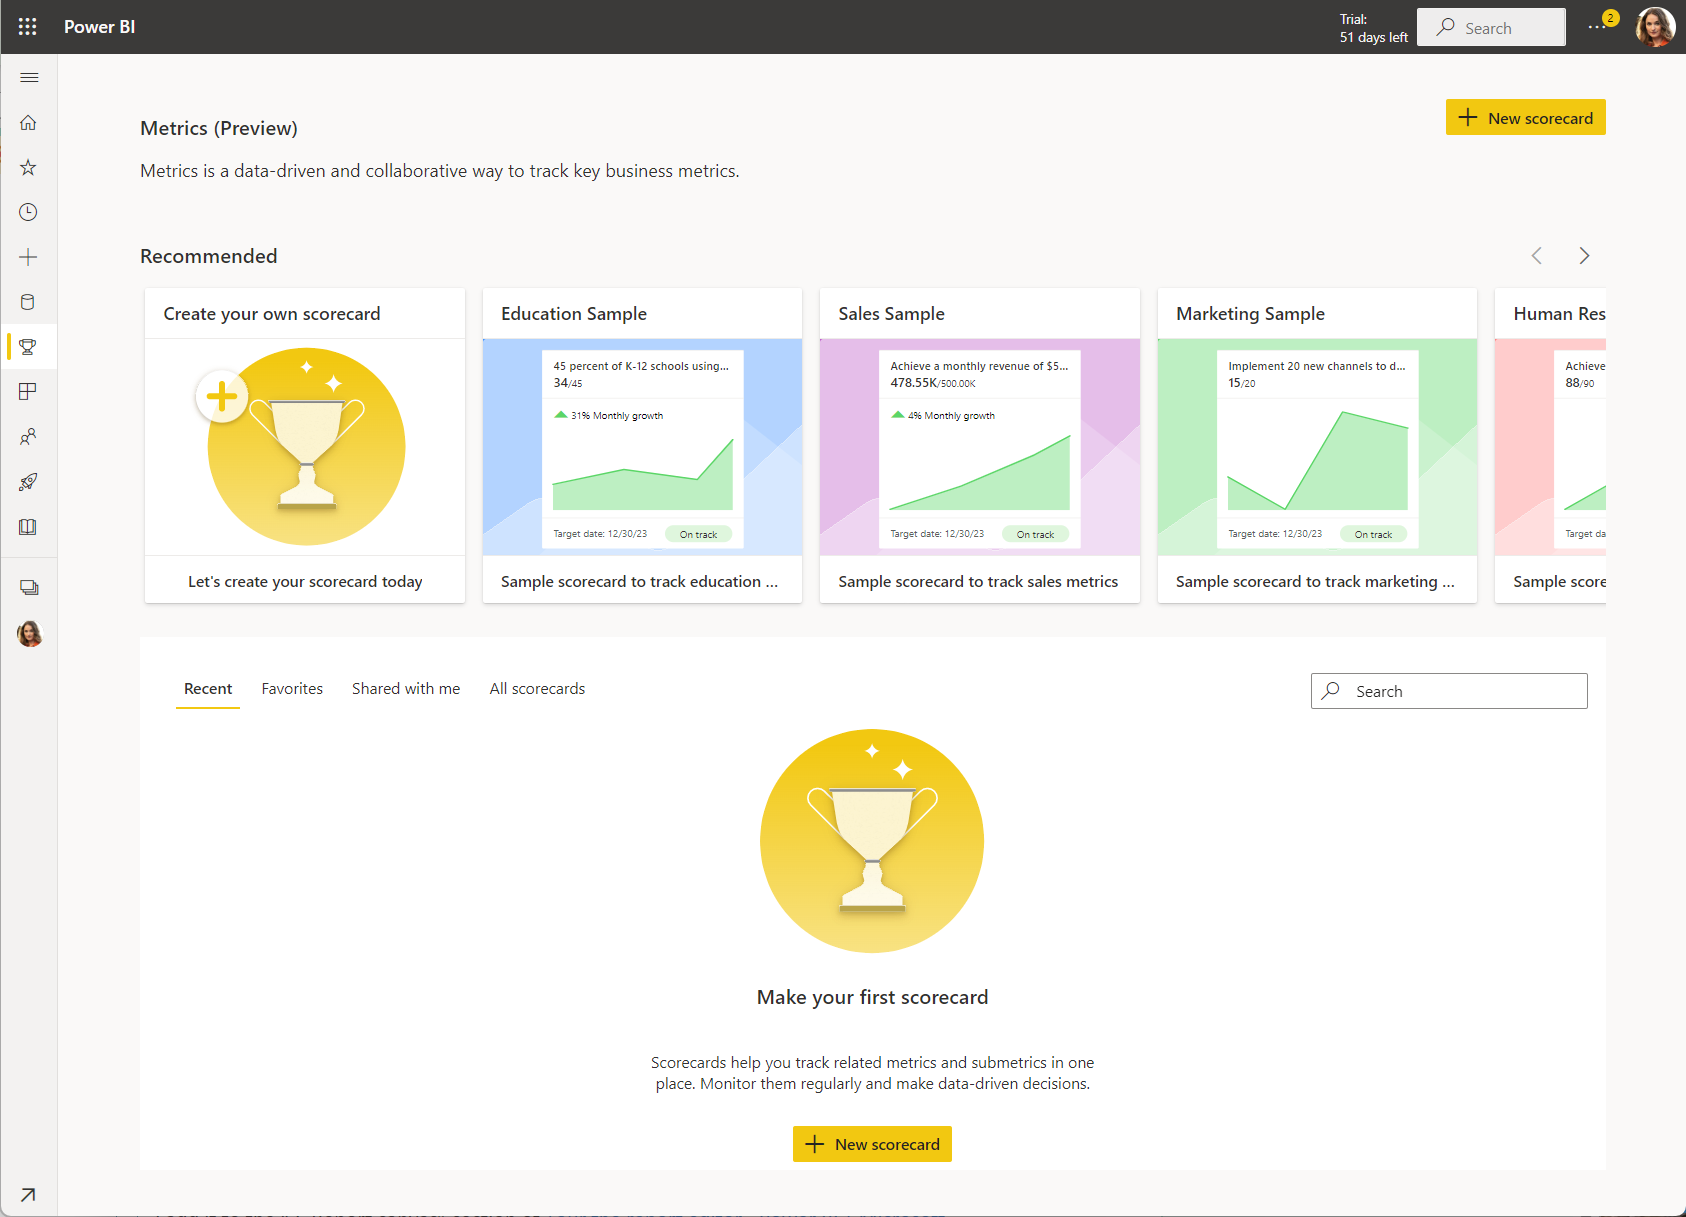 Power BI
Trial:
51 days left
Search
2
Metrics (Preview)
New scorecard
Metrics is a data-driven and collaborative way to track key business metrics.
Recommended
Create your own scorecard
Let's create your scorecard today
Education Sample
45 percent of K-12 schools using...
34/45
31% Monthly growth
Target date: 12/30/23
On track
Sample scorecard to track education ...
Sales Sample
Achieve a monthly revenue of $5...
478.55K/500.00K
4% Monthly growth
Target date: 12/30/23
On track
Sample scorecard to track sales metrics
Marketing Sample
Implement 20 new channels to d...
15/20
Target date: 12/30/23
On track
Sample scorecard to track marketing ...
Human Res
Achieve
88/90
Target da
Sample score
Recent
Favorites
Shared with me
All scorecards
Search
Make your first scorecard
Scorecards help you track related metrics and submetrics in one
place. Monitor them regularly and make data-driven decisions.
New scorecard